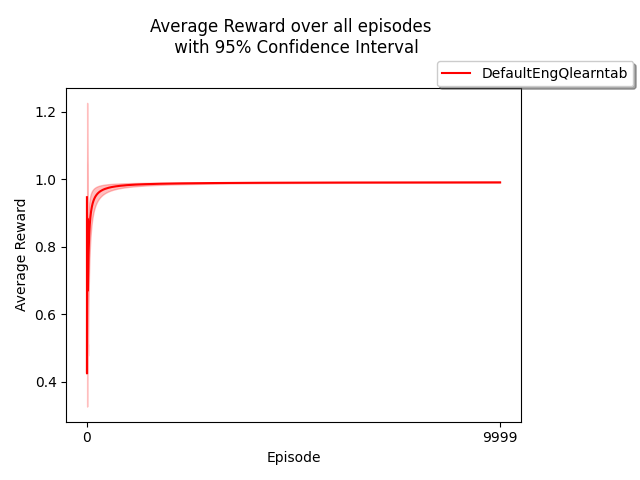 Average Reward over all episodes
with 95% Confidence Interval
DefaultEngQlearntab
1.2
1.0
0.8
0.6
0.4
Average Reward
0
9999
Episode